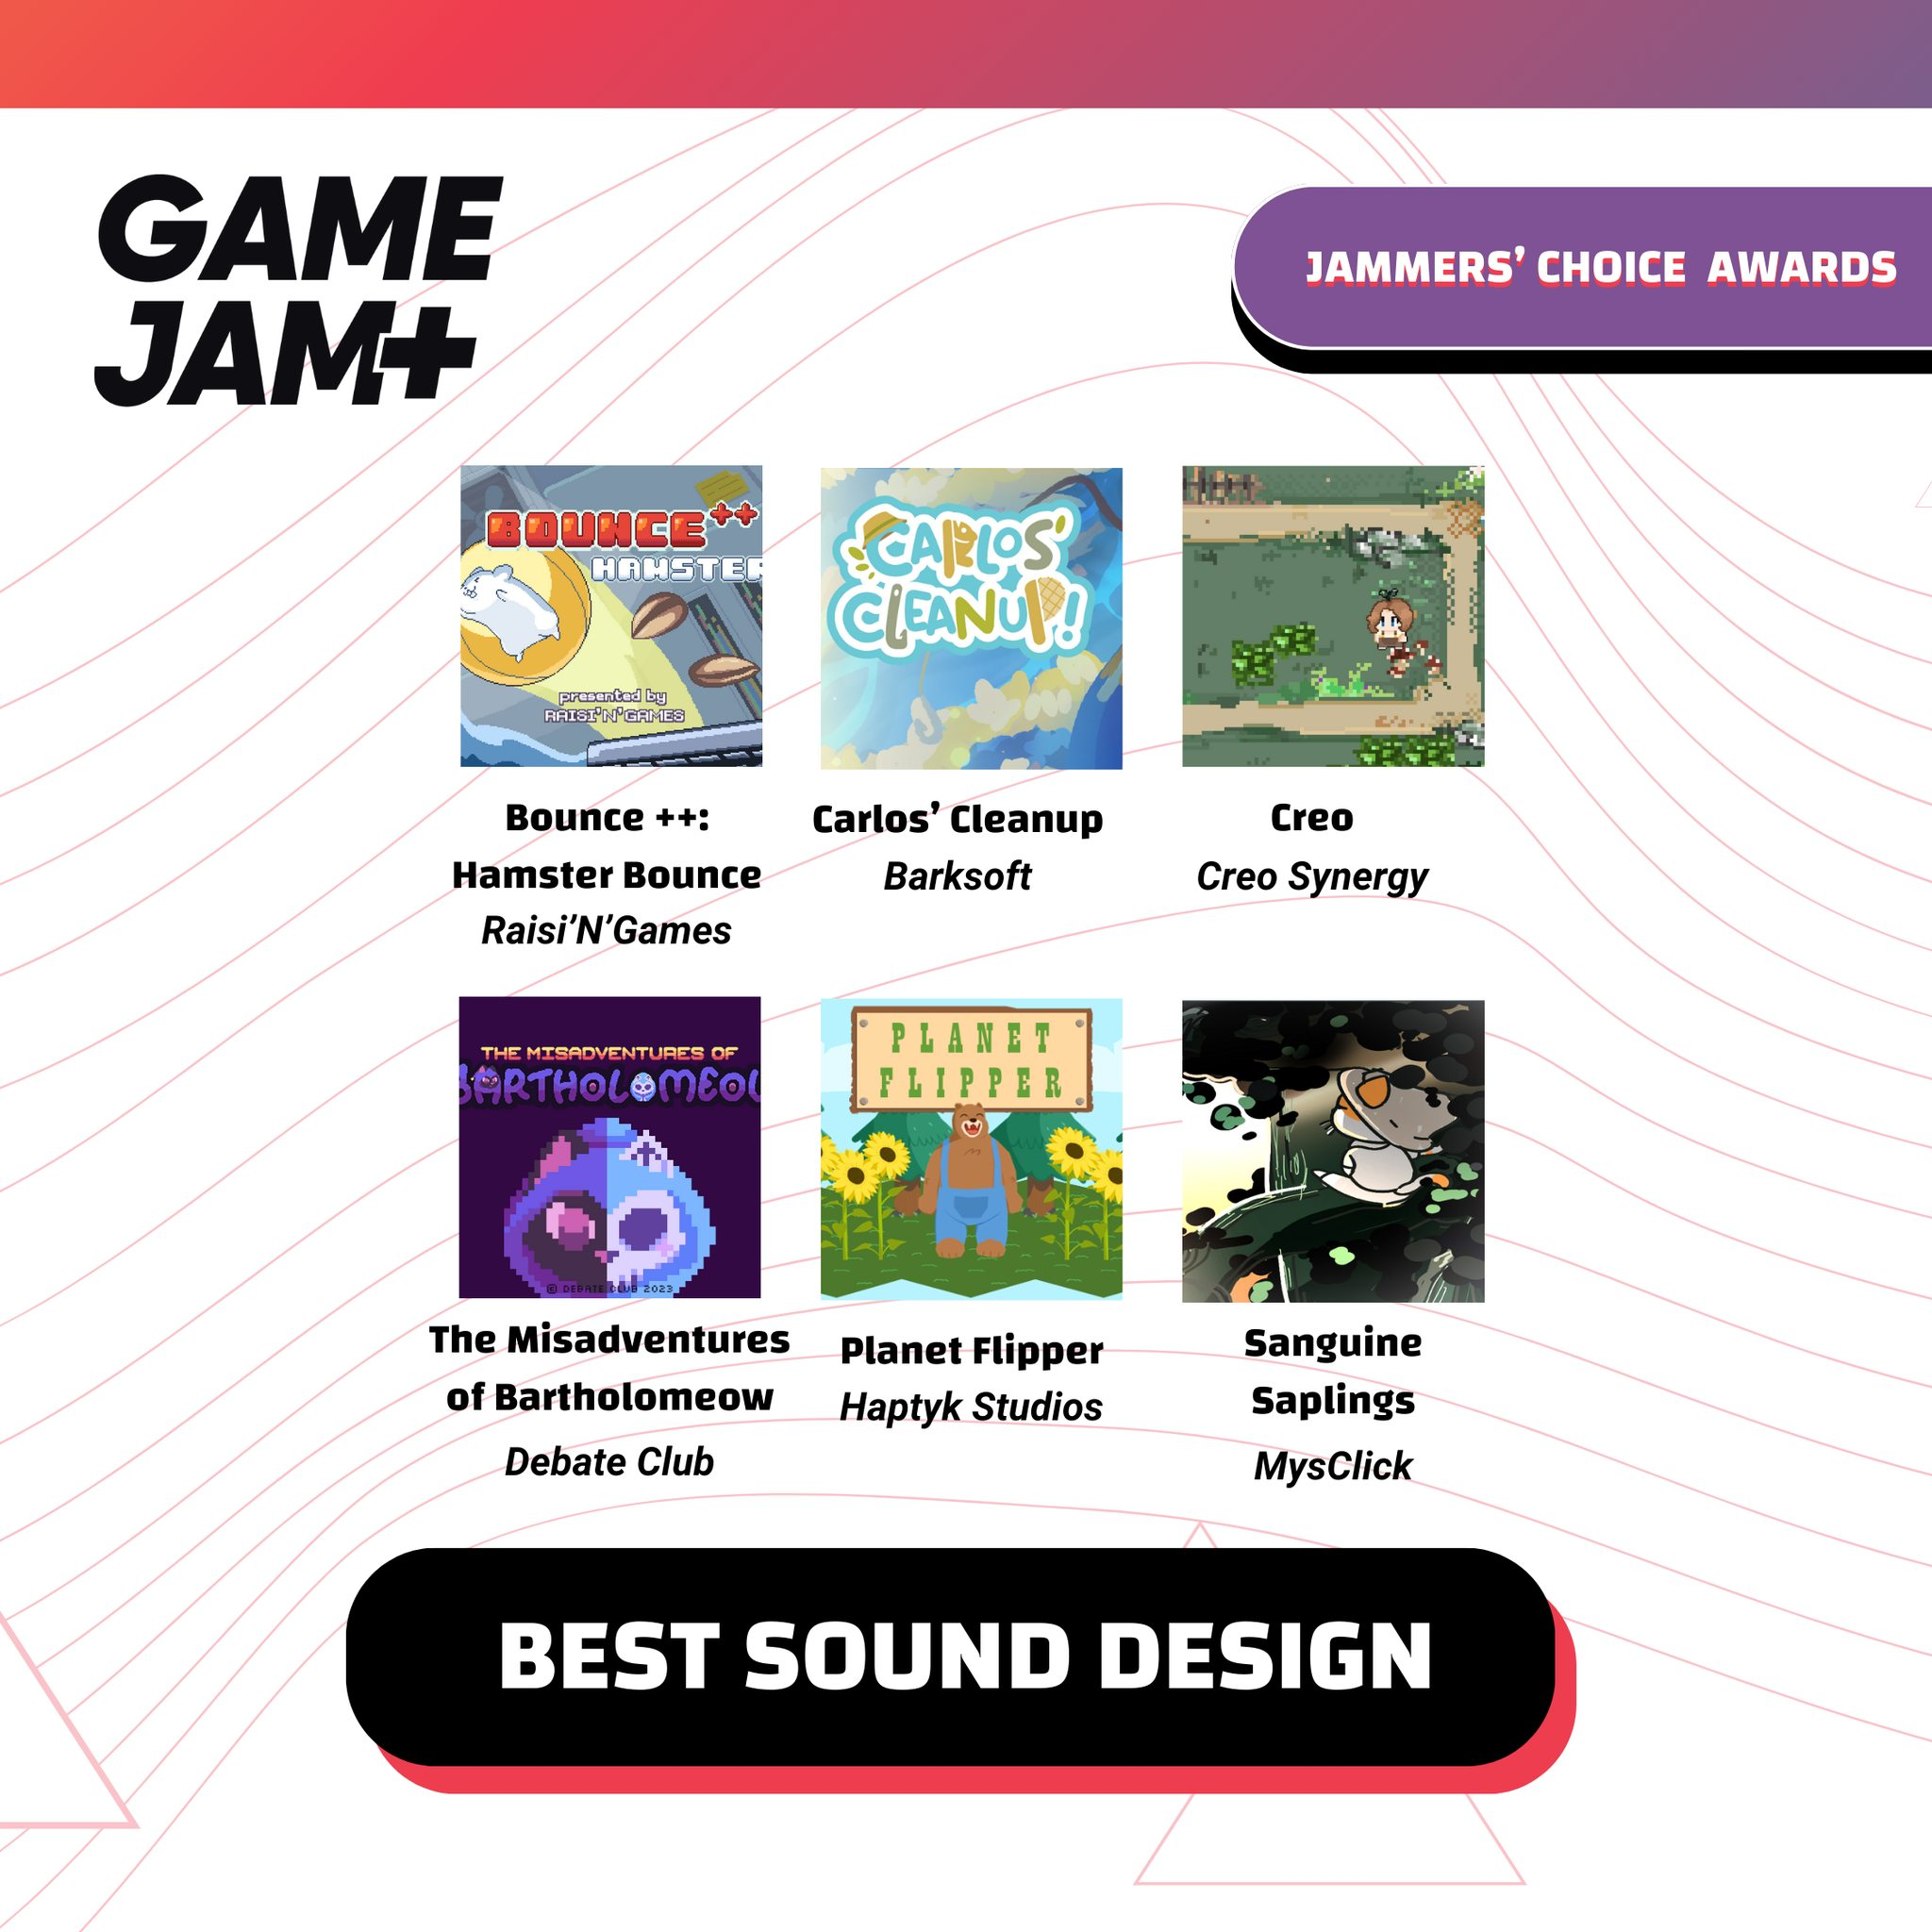 GAME
JAM+
JAMMERS' CHOICE AWARDS
BOUNCE++
HAMSTER
presented by
RAISI'N'GAMES
CARLOS'
CLEANUP!
Bounce ++:
Hamster Bounce
Raisi'N'Games
Carlos' Cleanup
Barksoft
Creo
Creo Synergy
THE MISADVENTURES OF
BARTHOLOMEOW
© DEBATE CLUB 2023
PLANET
FLIPPER
The Misadventures
of Bartholomeow
Debate Club
Planet Flipper
Haptyk Studios
Sanguine
Saplings
MysClick
BEST SOUND DESIGN